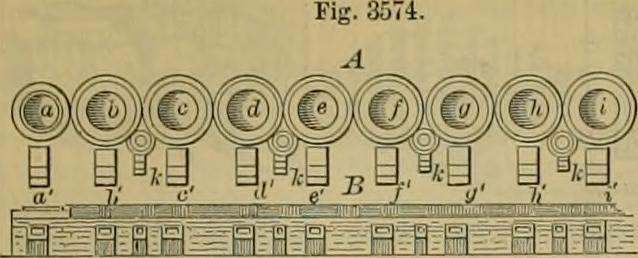 Fig. 3574.
A
a b c d e f g h i
k k k k
a' b' c' d' e' B f' g' h' i'